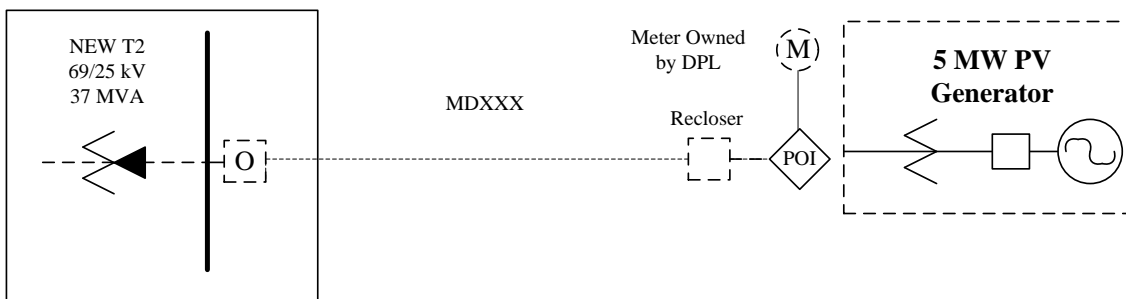 NEW T2
69/25 kV
37 MVA
O
MDXXX
Meter Owned
by DPL
M
Recloser
POI
5 MW PV
Generator